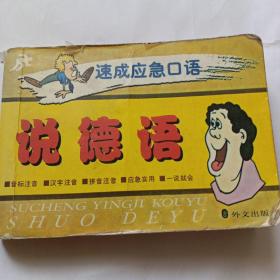 速成应急口语
说德语
■音标注音 ■汉字注音 ■拼音注音 ■应急实用 ■一说就会
SUCHENG YINGJI KOUYU
SHUO DEYU
外文出版